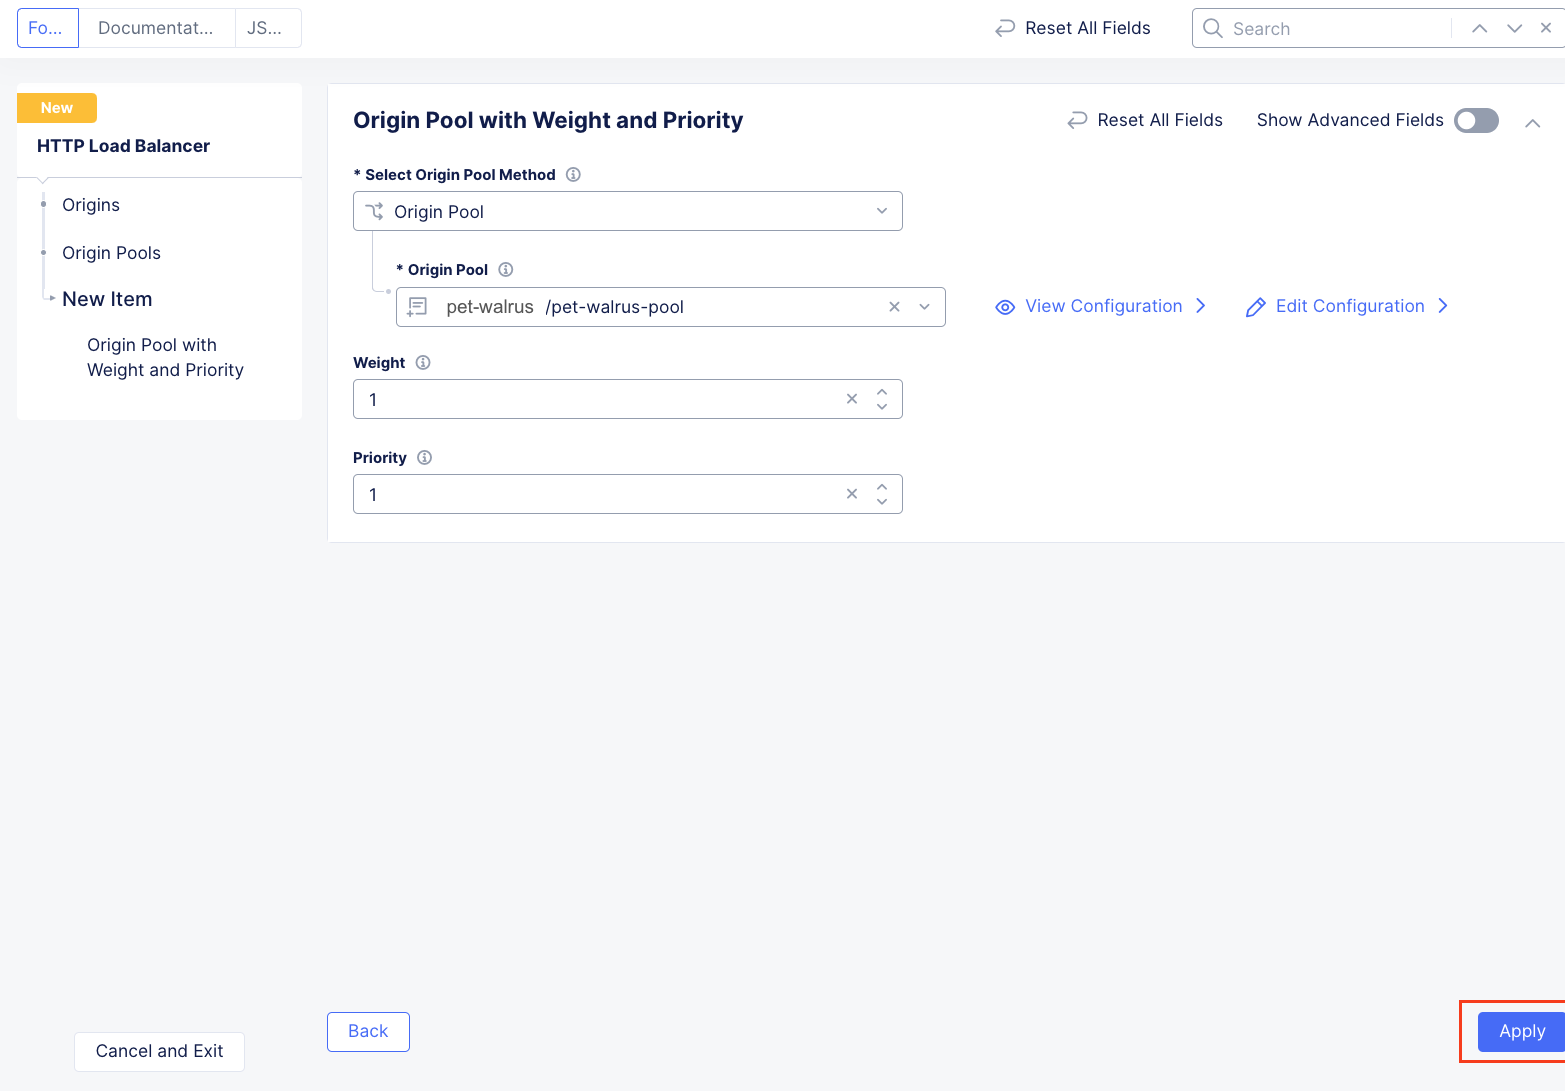 Fo...
Documentat...
JS...
Reset All Fields
Search
New
HTTP Load Balancer
Origins
Origin Pools
New Item
Origin Pool with
Weight and Priority
Origin Pool with Weight and Priority
Reset All Fields
Show Advanced Fields
* Select Origin Pool Method
Origin Pool
* Origin Pool
pet-walrus /pet-walrus-pool
View Configuration
Edit Configuration
Weight
1
Priority
1
Back
Apply
Cancel and Exit